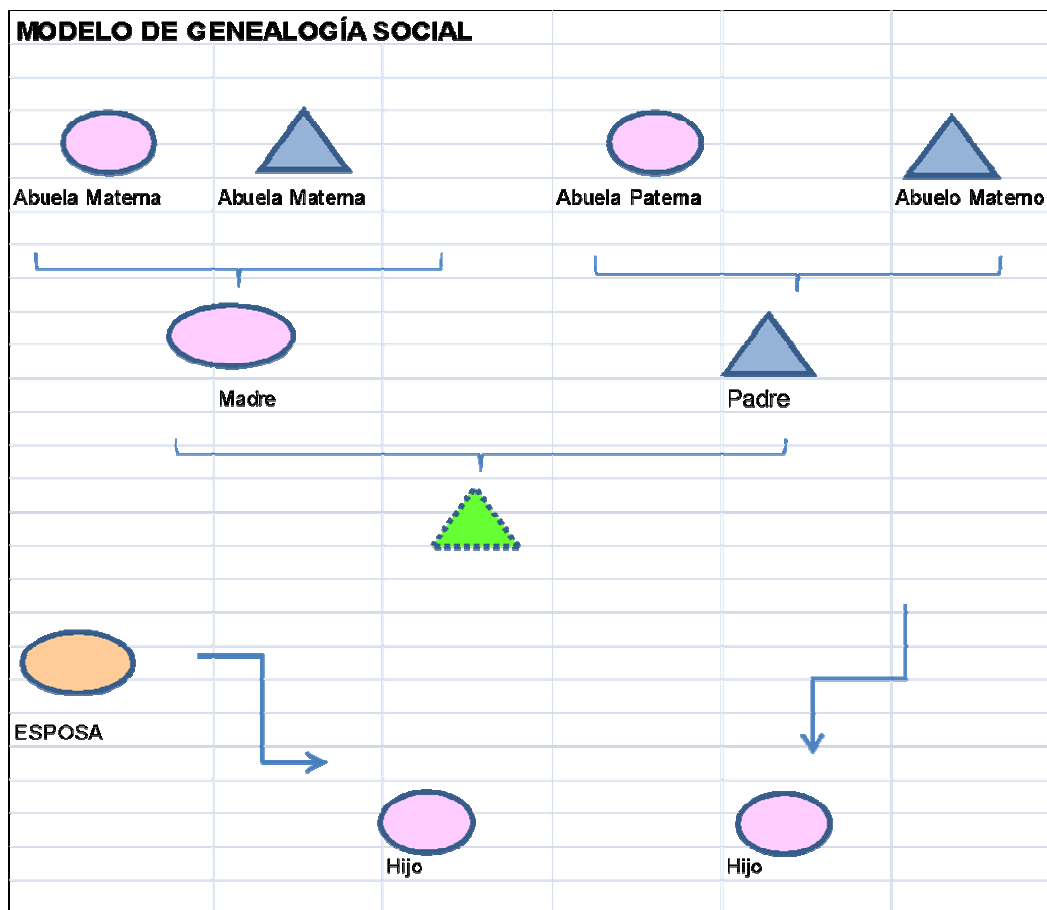 MODELO DE GENEALOGÍA SOCIAL
Abuela Materna
Abuela Materna
Abuela Paterna
Abuelo Materno
Madre
Padre
ESPOSA
Hijo
Hijo